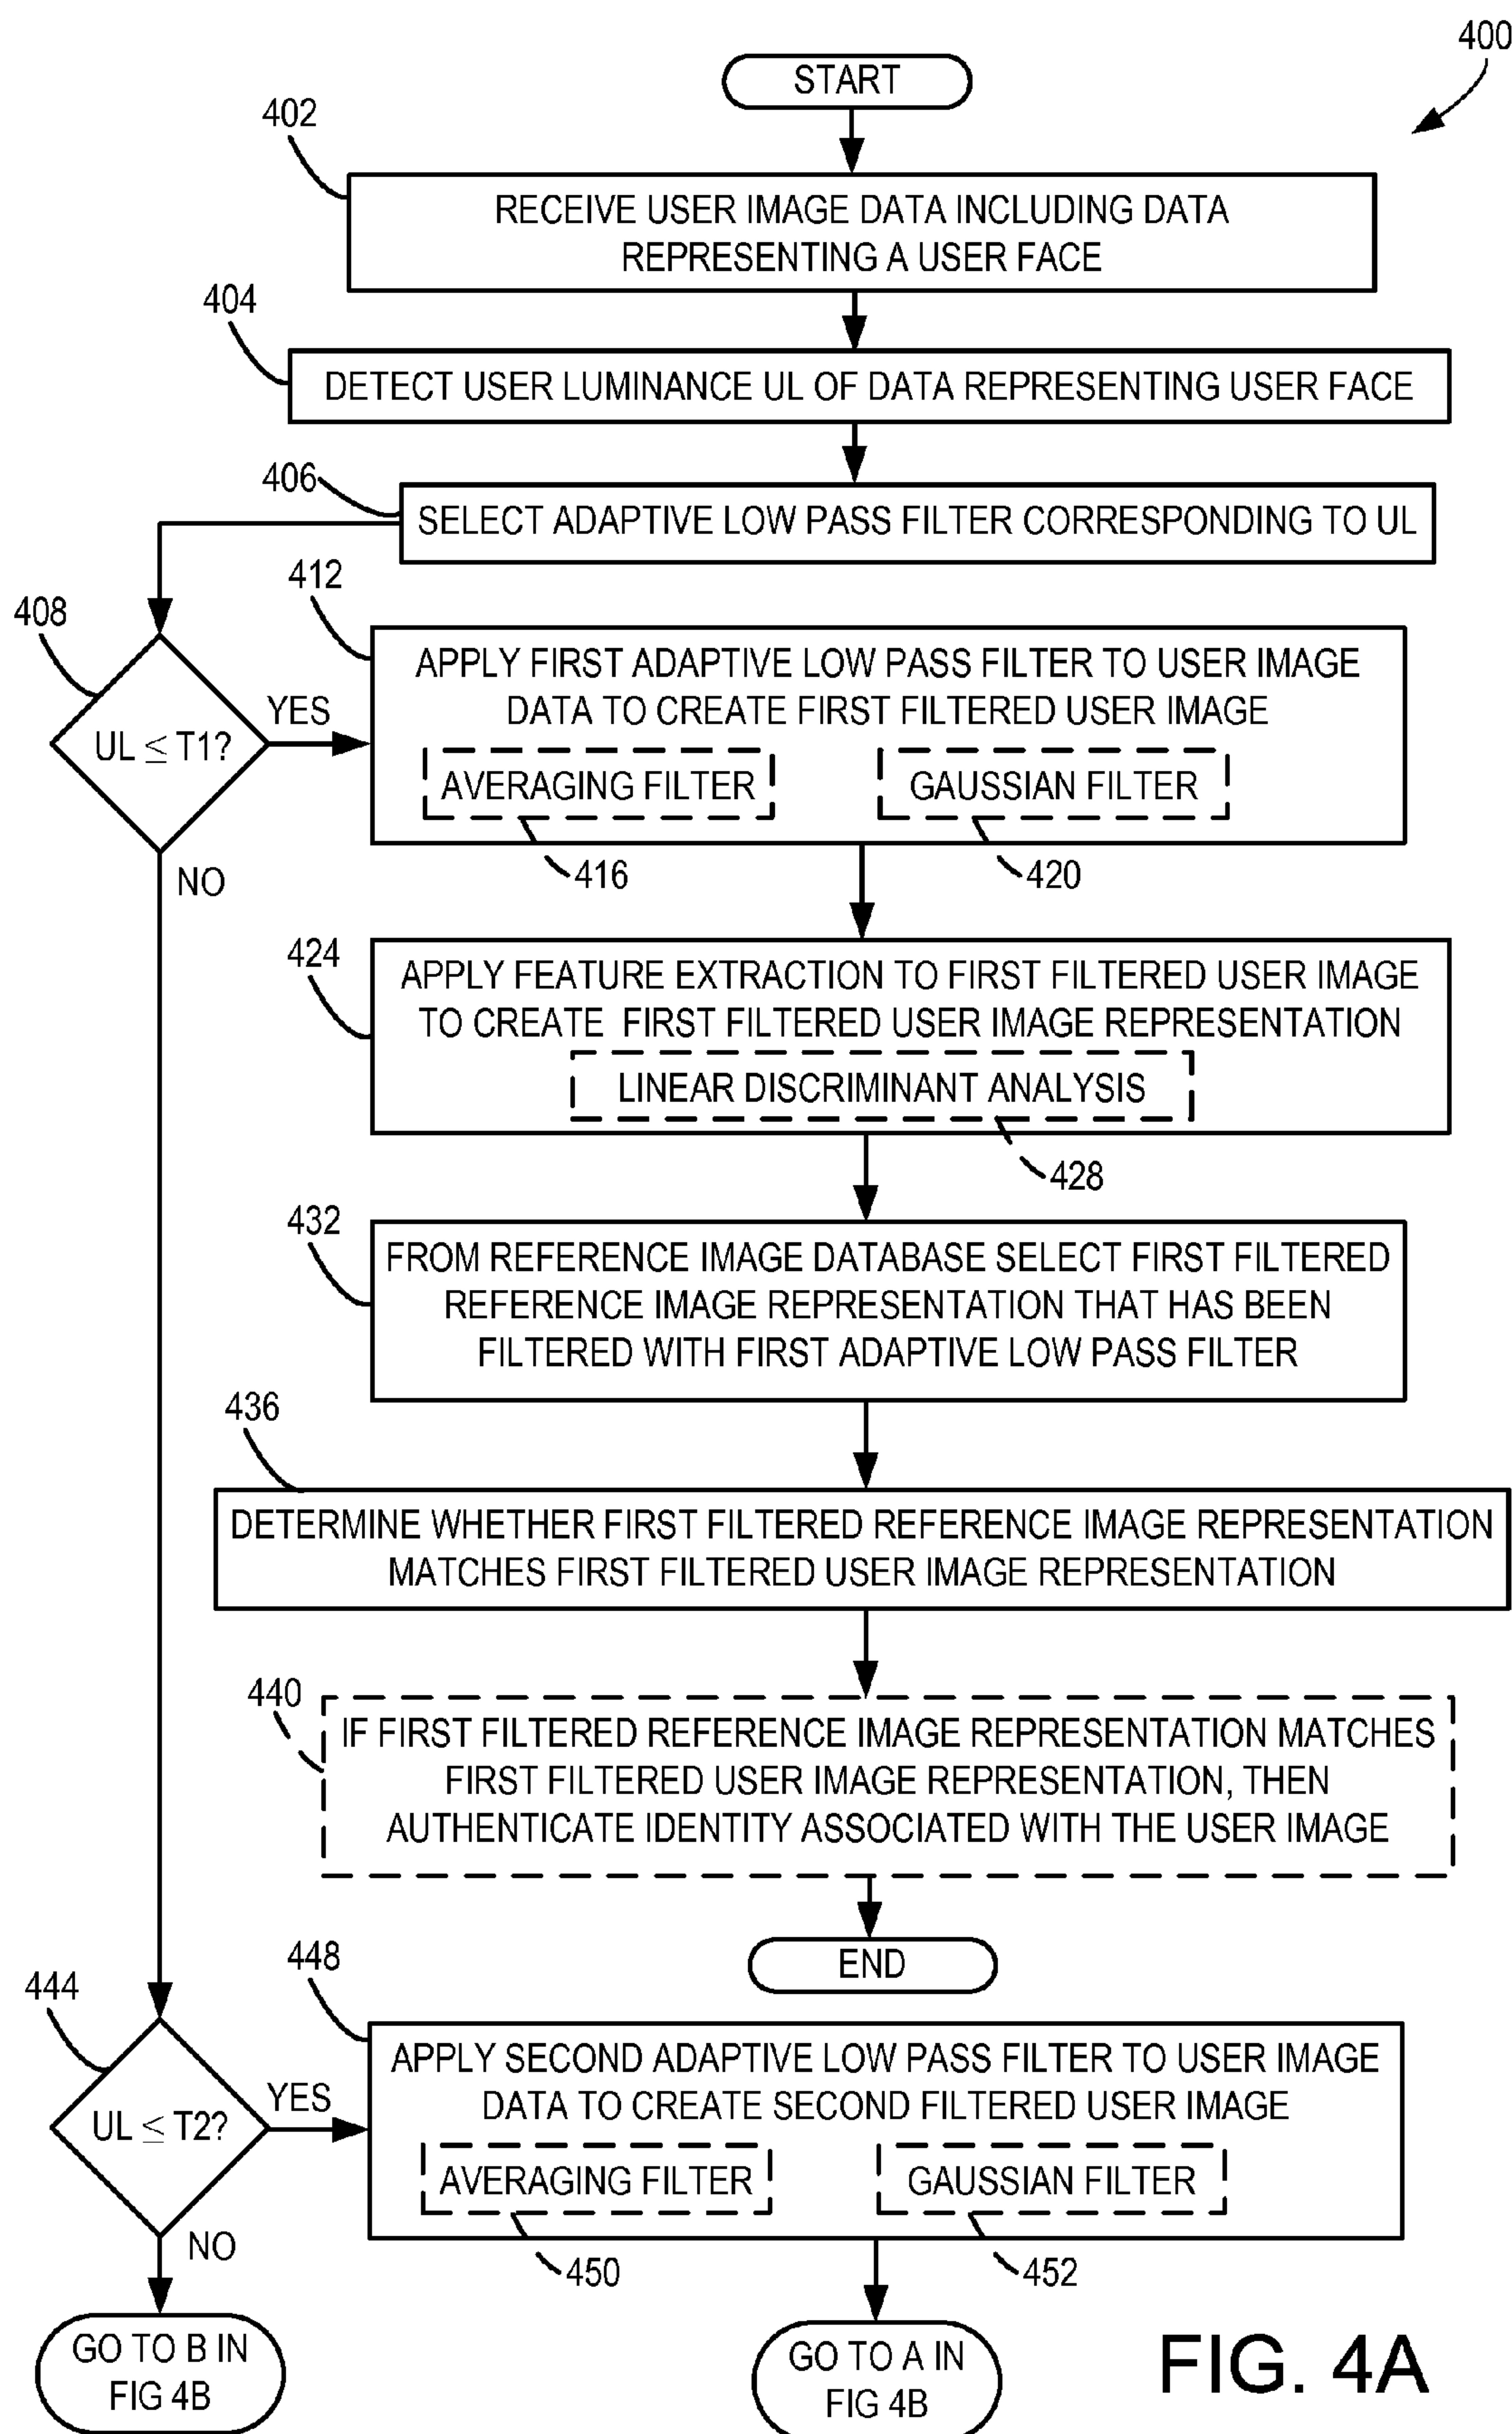 400
START
402
RECEIVE USER IMAGE DATA INCLUDING DATA
REPRESENTING A USER FACE
404
DETECT USER LUMINANCE UL OF DATA REPRESENTING USER FACE
406
SELECT ADAPTIVE LOW PASS FILTER CORRESPONDING TO UL
408
UL ≤ T1?
YES
NO
412
APPLY FIRST ADAPTIVE LOW PASS FILTER TO USER IMAGE
DATA TO CREATE FIRST FILTERED USER IMAGE
AVERAGING FILTER
GAUSSIAN FILTER
416
420
424
APPLY FEATURE EXTRACTION TO FIRST FILTERED USER IMAGE
TO CREATE FIRST FILTERED USER IMAGE REPRESENTATION
LINEAR DISCRIMINANT ANALYSIS
428
432
FROM REFERENCE IMAGE DATABASE SELECT FIRST FILTERED
REFERENCE IMAGE REPRESENTATION THAT HAS BEEN
FILTERED WITH FIRST ADAPTIVE LOW PASS FILTER
436
DETERMINE WHETHER FIRST FILTERED REFERENCE IMAGE REPRESENTATION
MATCHES FIRST FILTERED USER IMAGE REPRESENTATION
440
IF FIRST FILTERED REFERENCE IMAGE REPRESENTATION MATCHES
FIRST FILTERED USER IMAGE REPRESENTATION, THEN
AUTHENTICATE IDENTITY ASSOCIATED WITH THE USER IMAGE
END
444
UL ≤ T2?
YES
NO
448
APPLY SECOND ADAPTIVE LOW PASS FILTER TO USER IMAGE
DATA TO CREATE SECOND FILTERED USER IMAGE
AVERAGING FILTER
GAUSSIAN FILTER
450
452
GO TO B IN
FIG 4B
GO TO A IN
FIG 4B
FIG. 4A